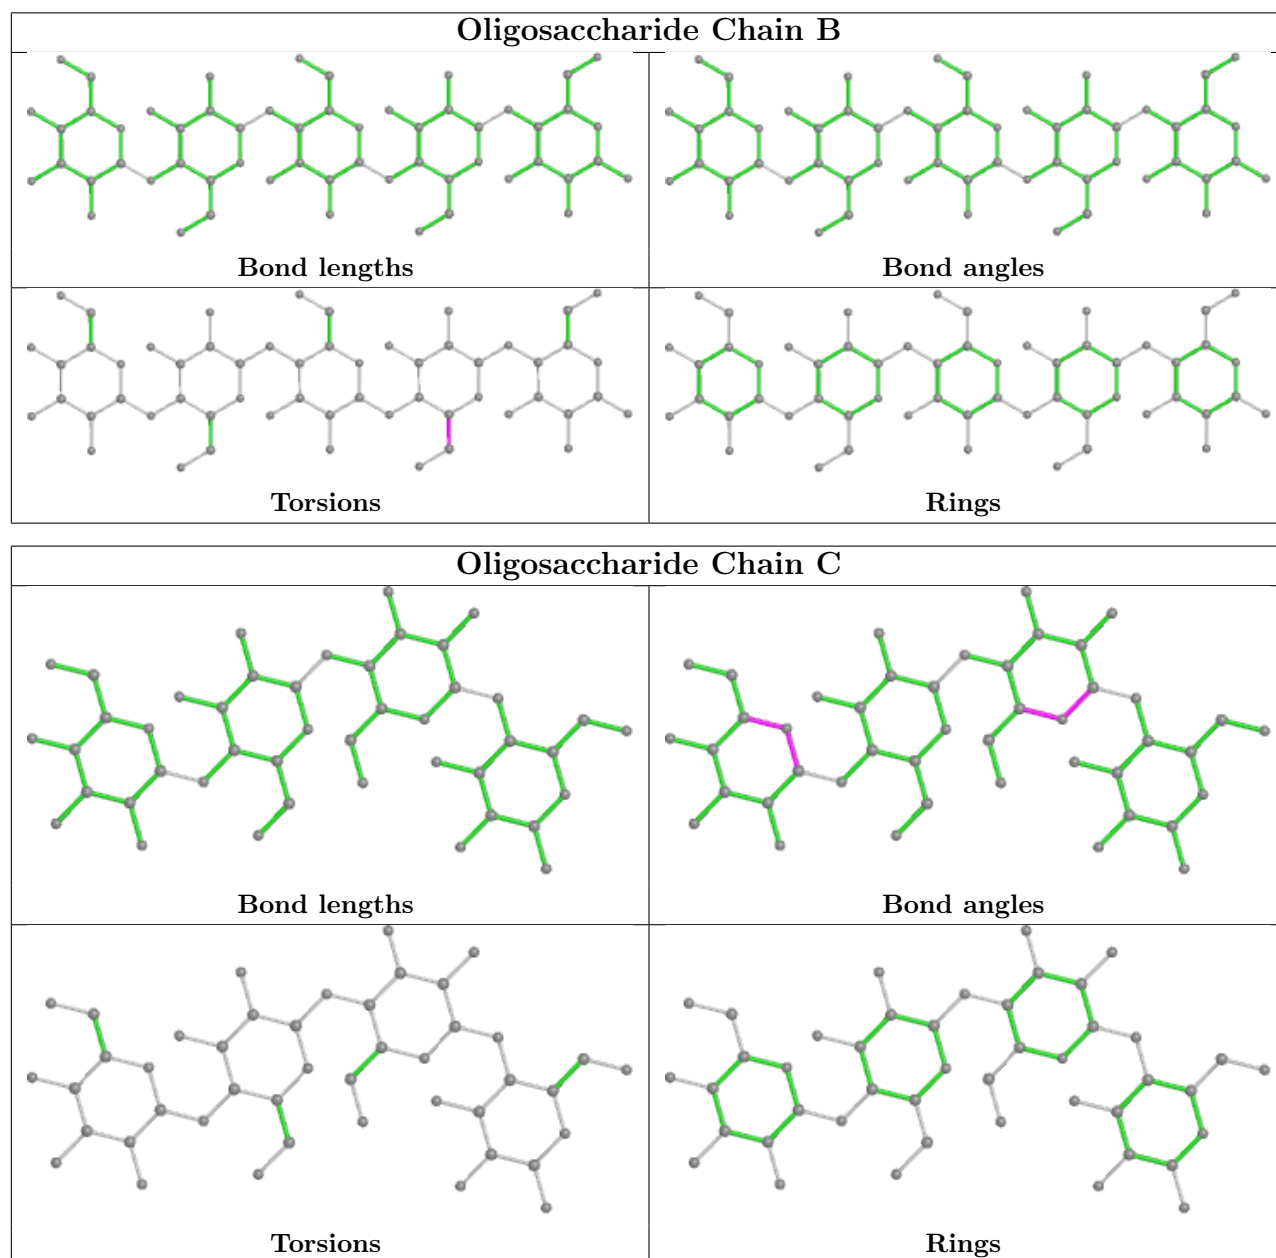 Oligosaccharide Chain B
Bond lengths
Bond angles
Torsions
Rings
Oligosaccharide Chain C
Bond lengths
Bond angles
Torsions
Rings